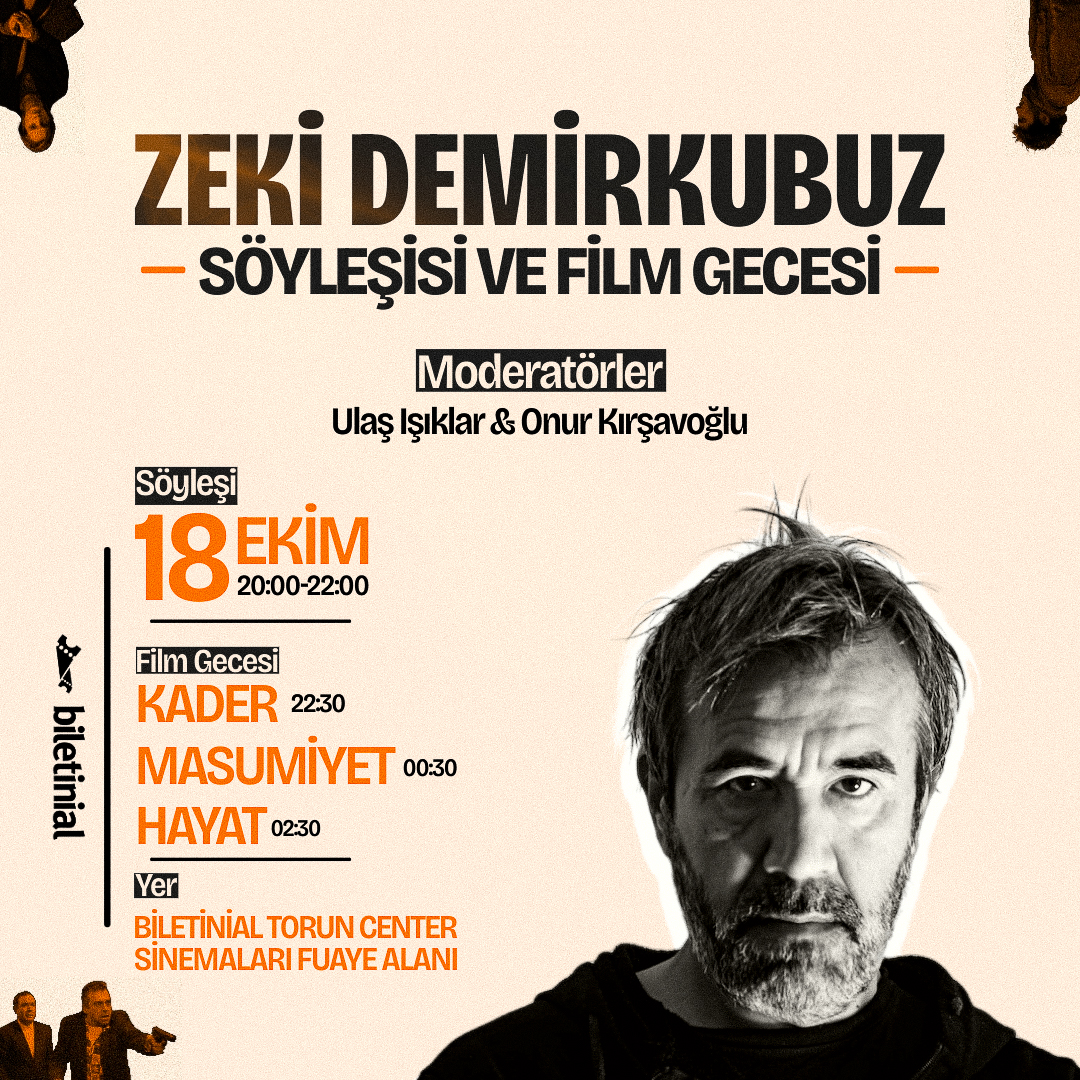 ZEKİ DEMİRKUBUZ
SÖYLEŞİSİ VE FİLM GECESİ
Moderatörler
Ulaş Işıklar & Onur Kırşavoğlu
Söyleşi
18 EKİM
20:00-22:00
Film Gecesi
KADER 22:30
MASUMİYET 00:30
HAYAT 02:30
Yer
BİLETİNİAL TORUN CENTER
SİNEMALARI FUAYE ALANI
biletinial